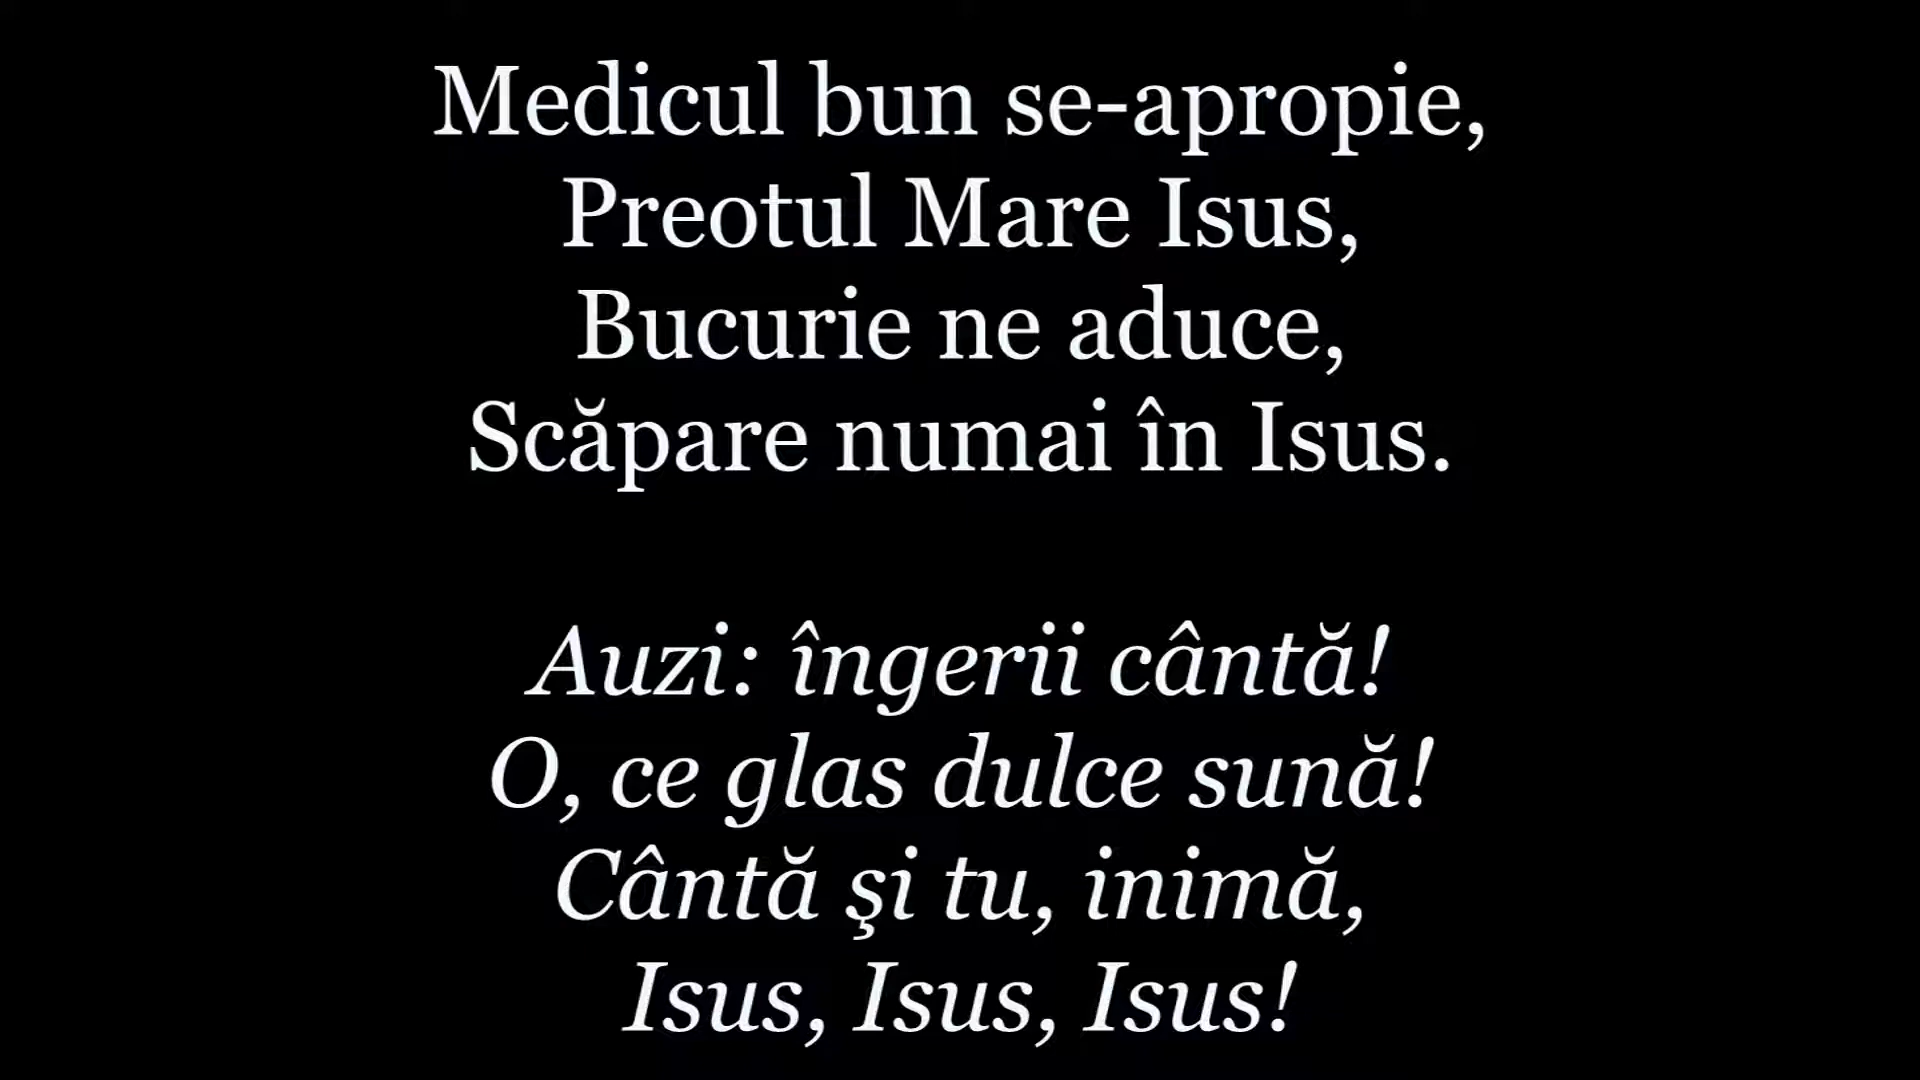 Medicul bun se-apropie,
Preotul Mare Isus,
Bucurie ne aduce,
Scăpare numai în Isus.
Auzi: îngerii cântă!
O, ce glas dulce sună!
Cântă şi tu, inimă,
Isus, Isus, Isus!